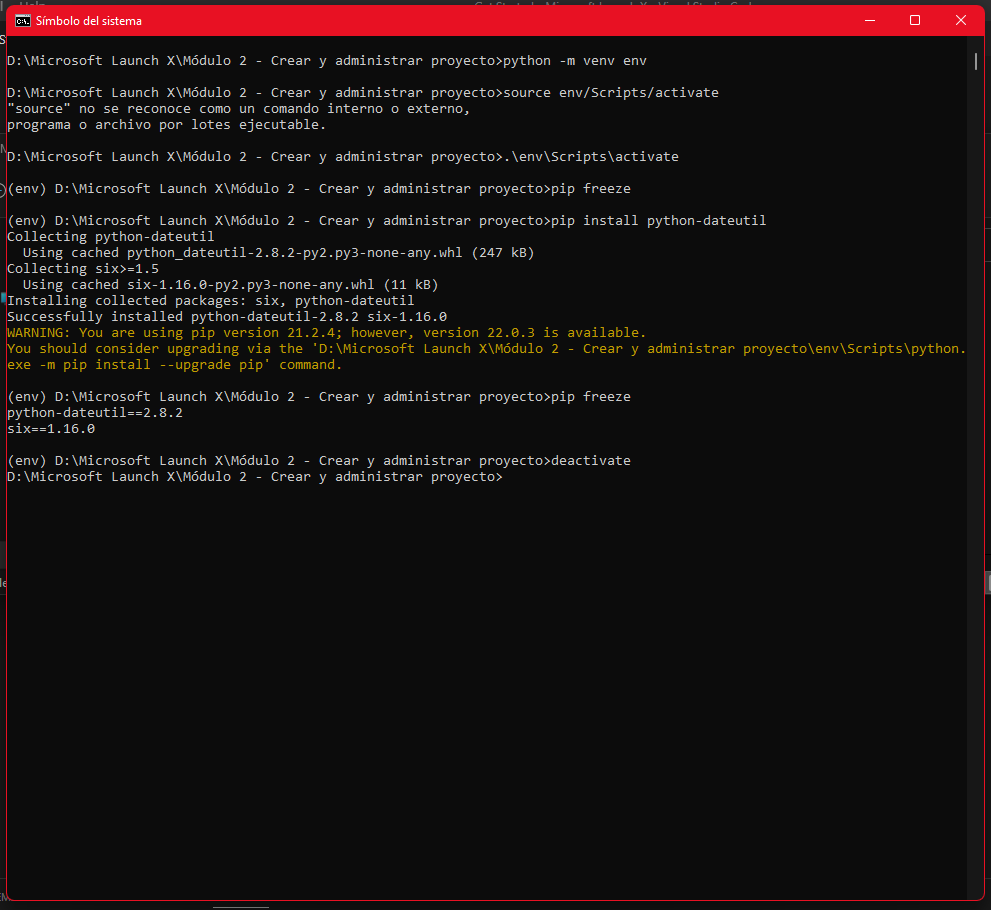 Símbolo del sistema
D:\Microsoft Launch X\Módulo 2 - Crear y administrar proyecto>python -m venv env
D:\Microsoft Launch X\Módulo 2 - Crear y administrar proyecto>source env/Scripts/activate
"source" no se reconoce como un comando interno o externo,
programa o archivo por lotes ejecutable.
D:\Microsoft Launch X\Módulo 2 - Crear y administrar proyecto>.\env\Scripts\activate
(env) D:\Microsoft Launch X\Módulo 2 - Crear y administrar proyecto>pip freeze
(env) D:\Microsoft Launch X\Módulo 2 - Crear y administrar proyecto>pip install python-dateutil
Collecting python-dateutil
  Using cached python_dateutil-2.8.2-py2.py3-none-any.whl (247 kB)
Collecting six>=1.5
  Using cached six-1.16.0-py2.py3-none-any.whl (11 kB)
Installing collected packages: six, python-dateutil
Successfully installed python-dateutil-2.8.2 six-1.16.0
WARNING: You are using pip version 21.2.4; however, version 22.0.3 is available.
You should consider upgrading via the 'D:\Microsoft Launch X\Módulo 2 - Crear y administrar proyecto\env\Scripts\python.
exe -m pip install --upgrade pip' command.
(env) D:\Microsoft Launch X\Módulo 2 - Crear y administrar proyecto>pip freeze
python-dateutil==2.8.2
six==1.16.0
(env) D:\Microsoft Launch X\Módulo 2 - Crear y administrar proyecto>deactivate
D:\Microsoft Launch X\Módulo 2 - Crear y administrar proyecto>